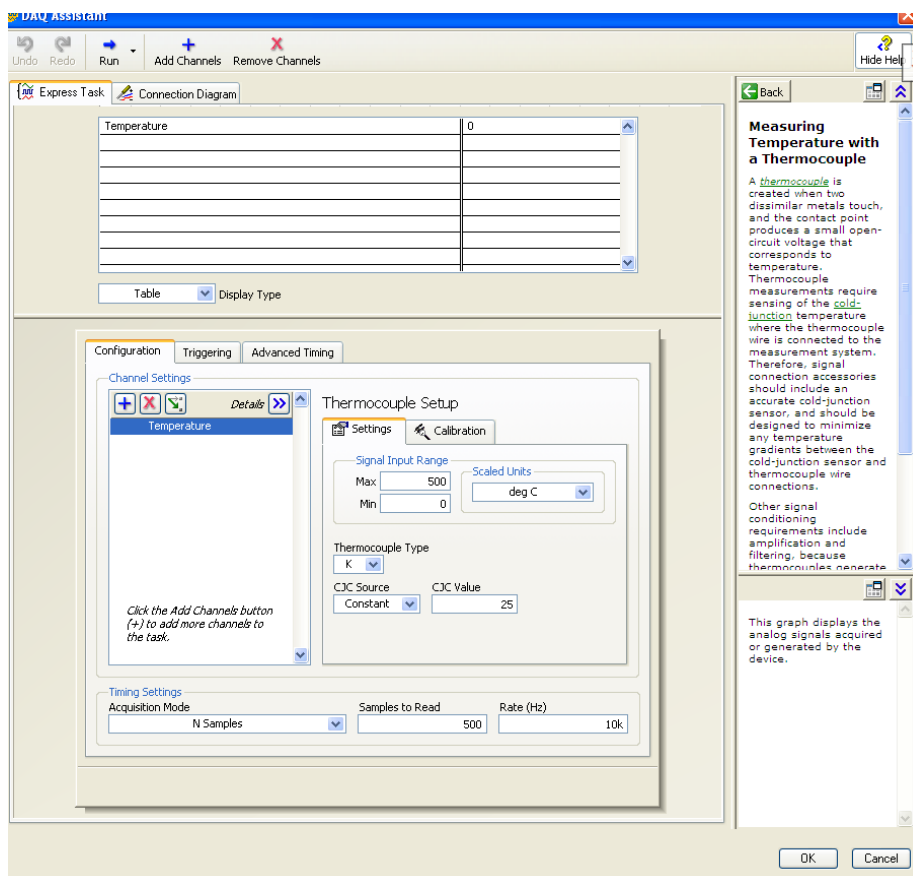 DAQ Assistant
Undo Redo Run Add Channels Remove Channels Hide Help
Express Task Connection Diagram
Temperature 0
Table Display Type
Configuration Triggering Advanced Timing
Channel Settings
Details
Temperature
Click the Add Channels button
(+) to add more channels to
the task.
Thermocouple Setup
Settings Calibration
Signal Input Range
Max 500
Min 0
Scaled Units
deg C
Thermocouple Type
K
CJC Source CJC Value
Constant 25
Timing Settings
Acquisition Mode Samples to Read Rate (Hz)
N Samples 500 10k
Back
Measuring
Temperature with
a Thermocouple
A thermocouple is
created when two
dissimilar metals touch,
and the contact point
produces a small open-
circuit voltage that
corresponds to
temperature.
Thermocouple
measurements require
sensing of the cold-
junction temperature
where the thermocouple
wire is connected to the
measurement system.
Therefore, signal
connection accessories
should include an
accurate cold-junction
sensor, and should be
designed to minimize
any temperature
gradients between the
cold-junction sensor and
thermocouple wire
connections.
Other signal
conditioning
requirements include
amplification and
filtering, because
thermocouples generate
This graph displays the
analog signals acquired
or generated by the
device.
OK Cancel